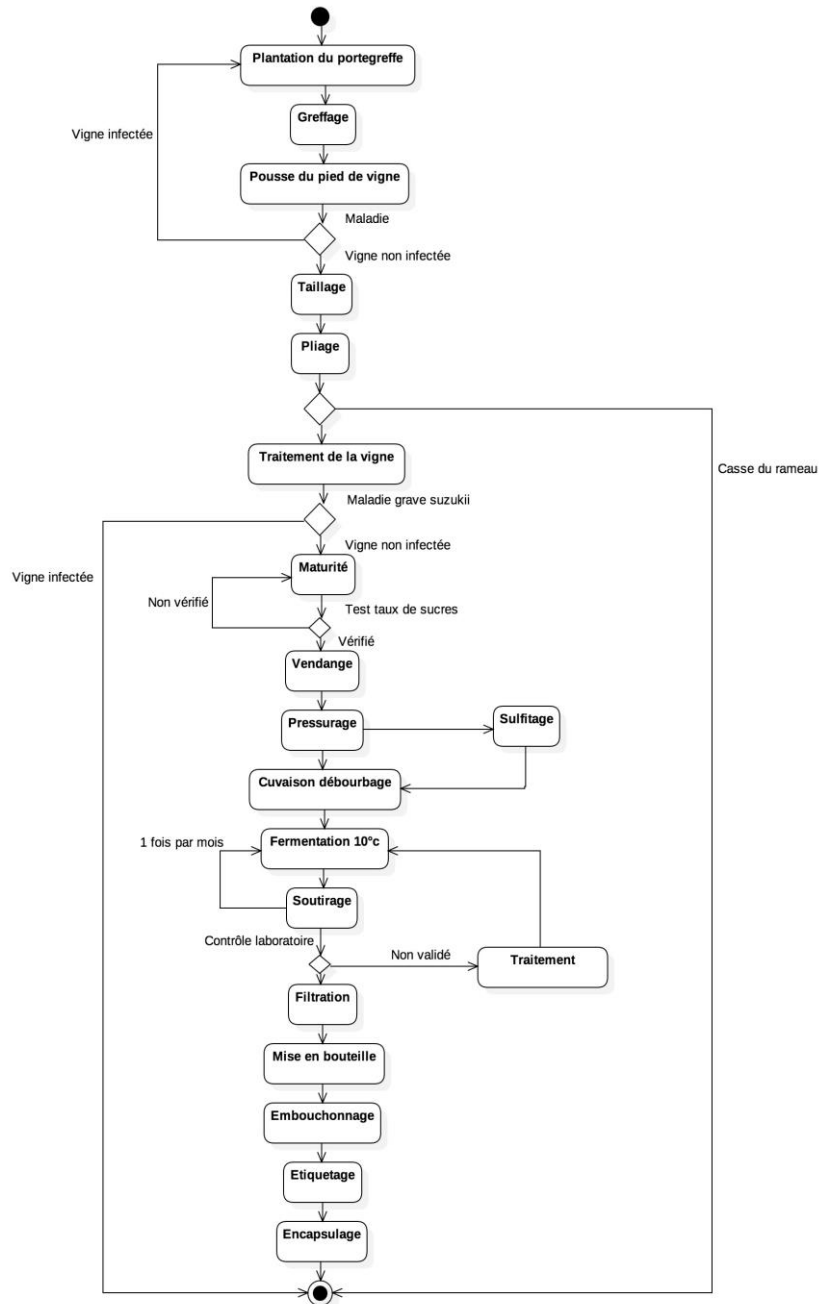 Plantation du portegreffe
Greffage
Vigne infectée
Pousse du pied de vigne
Maladie
Vigne non infectée
Taillage
Pliage
Traitement de la vigne
Casse du rameau
Maladie grave suzukii
Vigne non infectée
Vigne infectée
Maturité
Non vérifié
Test taux de sucres
Vérifié
Vendange
Pressurage
Sulfitage
Cuvaison débourbage
1 fois par mois
Fermentation 10°c
Soutirage
Contrôle laboratoire
Non validé
Traitement
Filtration
Mise en bouteille
Embouchonnage
Etiquetage
Encapsulage